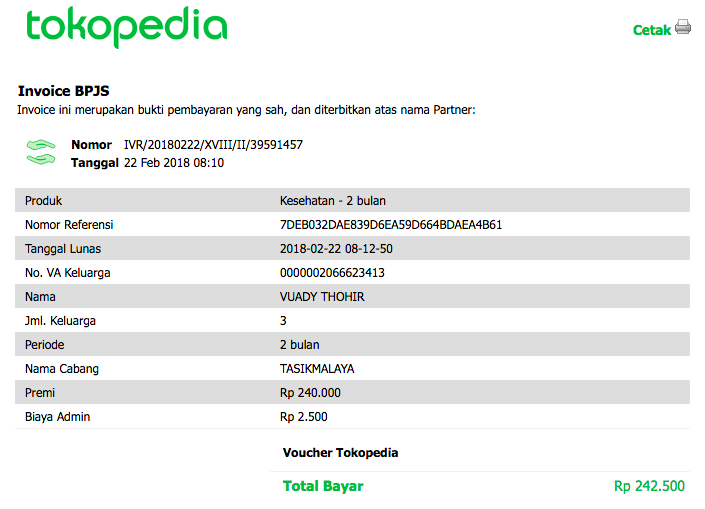 tokopedia
Cetak
Invoice BPJS
Invoice ini merupakan bukti pembayaran yang sah, dan diterbitkan atas nama Partner:
Nomor IVR/20180222/XVIII/II/39591457
Tanggal 22 Feb 2018 08:10
Produk Kesehatan - 2 bulan
Nomor Referensi 7DEB032DAE839D6EA59D664BDAEA4B61
Tanggal Lunas 2018-02-22 08-12-50
No. VA Keluarga 0000002066623413
Nama VUADY THOHIR
Jml. Keluarga 3
Periode 2 bulan
Nama Cabang TASIKMALAYA
Premi Rp 240.000
Biaya Admin Rp 2.500
Voucher Tokopedia
Total Bayar Rp 242.500